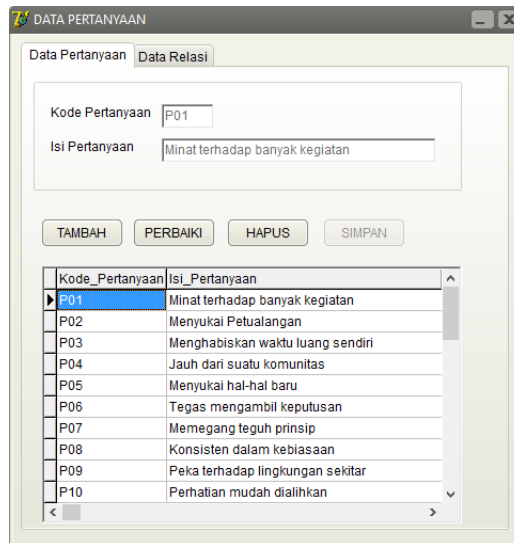 DATA PERTANYAAN
Data Pertanyaan Data Relasi
Kode Pertanyaan P01
Isi Pertanyaan Minat terhadap banyak kegiatan
TAMBAH PERBAIKI HAPUS SIMPAN
Kode_Pertanyaan Isi_Pertanyaan
P01 Minat terhadap banyak kegiatan
P02 Menyukai Petualangan
P03 Menghabiskan waktu luang sendiri
P04 Jauh dari suatu komunitas
P05 Menyukai hal-hal baru
P06 Tegas mengambil keputusan
P07 Memegang teguh prinsip
P08 Konsisten dalam kebiasaan
P09 Peka terhadap lingkungan sekitar
P10 Perhatian mudah dialihkan